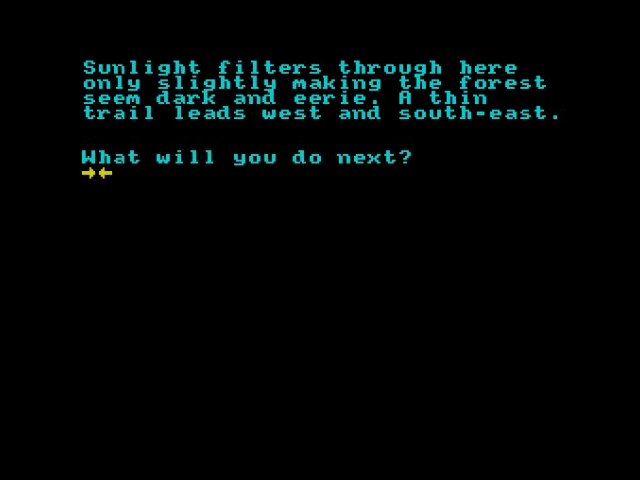 Sunlight filters through here
only slightly making the forest
seem dark and eerie. A thin
trail leads west and south-east.
What will you do next?
→←